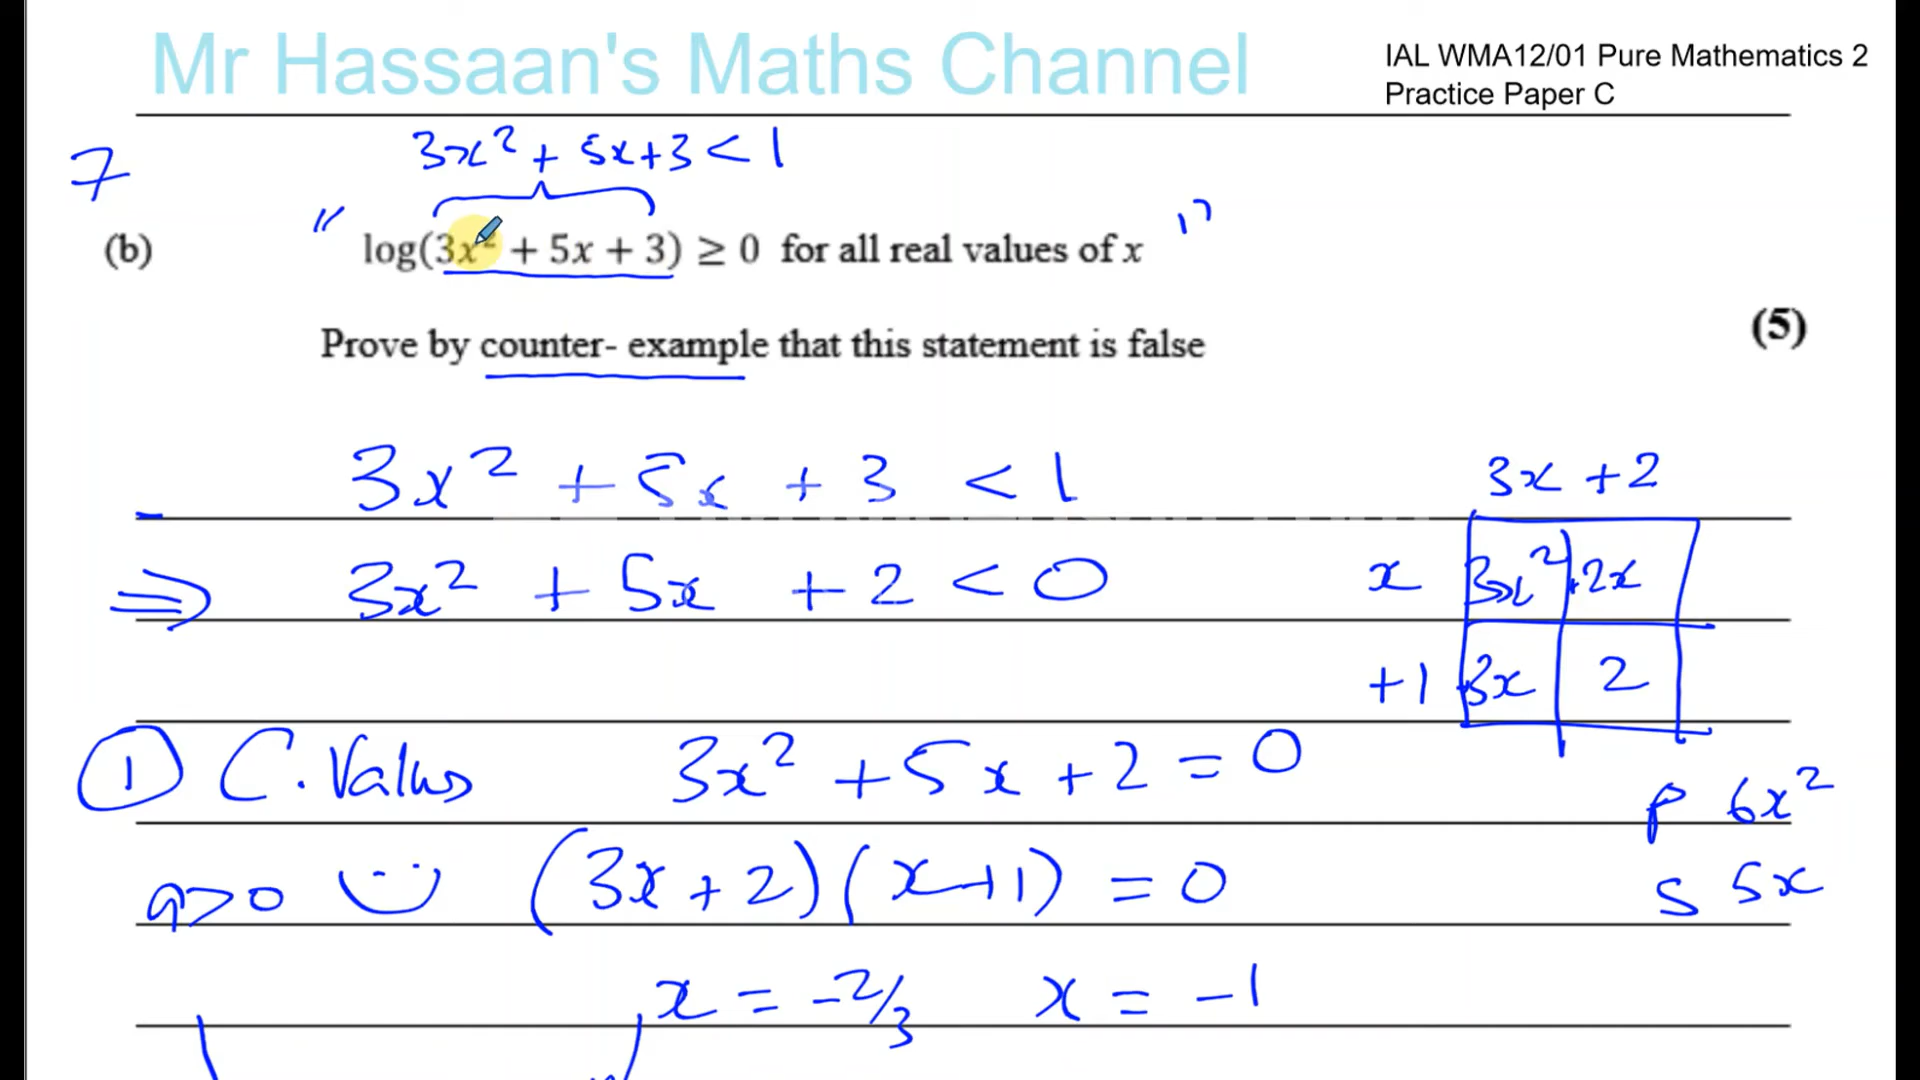 Mr Hassaan's Maths Channel
IAL WMA12/01 Pure Mathematics 2
Practice Paper C
7
3x² + 5x + 3 < 1
(b) " log(3x² + 5x + 3) ≥ 0 for all real values of x "
Prove by counter- example that this statement is false (5)
3x² + 5x + 3 < 1
⇒ 3x² + 5x + 2 < 0
3x + 2
x 3x² +2x
+1 3x 2
① C. Values 3x² + 5x + 2 = 0
P 6x²
S 5x
a>0 (3x + 2)(x + 1) = 0
x = -2/3 x = -1